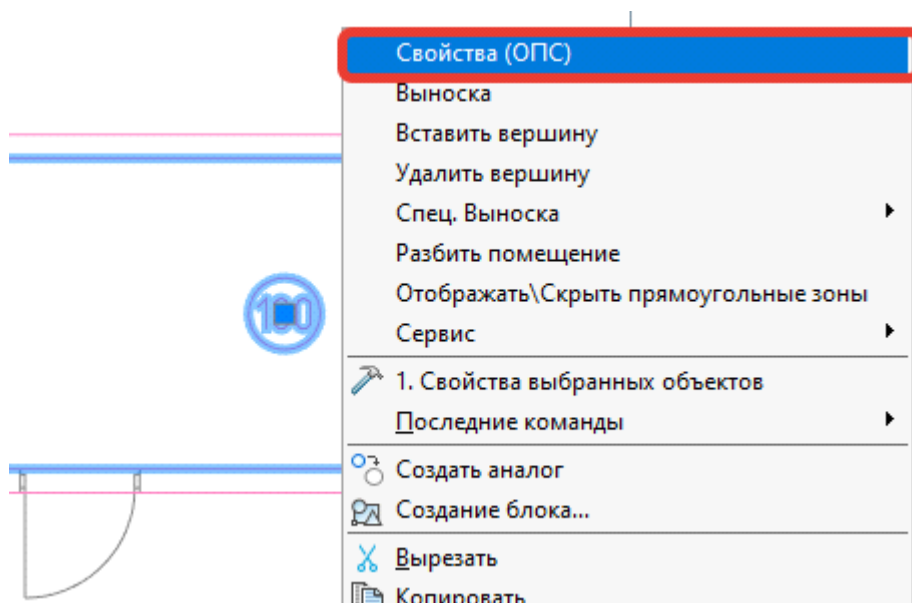 Свойства (ОПС)
Выноска
Вставить вершину
Удалить вершину
Спец. Выноска
Разбить помещение
Отображать\Скрыть прямоугольные зоны
Сервис
1. Свойства выбранных объектов
Последние команды
Создать аналог
Создание блока...
Вырезать
Копировать